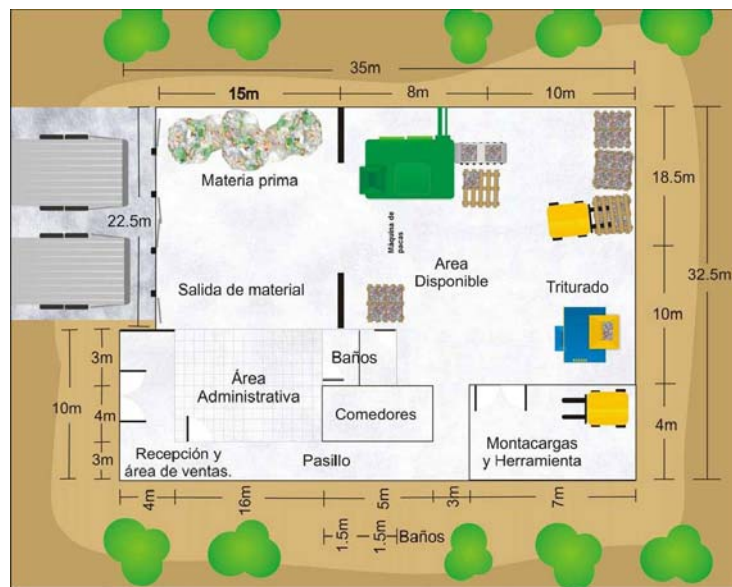 35m
15m
8m
10m
Materia prima
22.5m
Máquina de
pacas
18.5m
Area
Disponible
32.5m
Salida de material
Triturado
10m
3m
Baños
Área
Administrativa
10m
4m
Comedores
4m
Montacargas
y Herramienta
3m
Recepción y
área de ventas.
Pasillo
4m
16m
5m
3m
7m
1.5m
1.5m
Baños